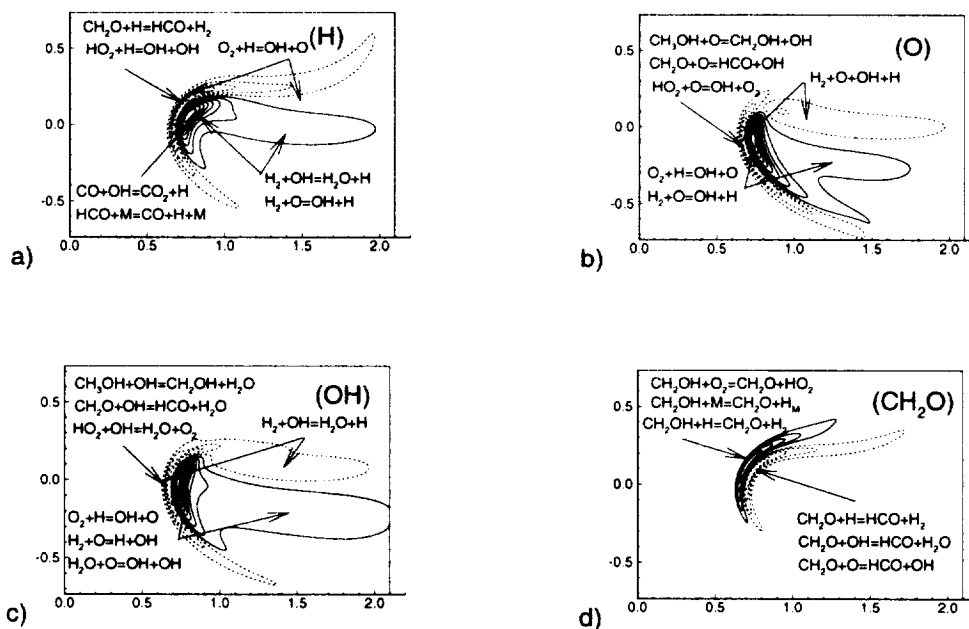 CH₂O+H=HCO+H₂
(H)
HO₂+H=OH+OH
O₂+H=OH+O
0.5
0.0
-0.5
CO+OH=CO₂+H
HCO+M=CO+H+M
H₂+OH=H₂O+H
H₂+O=OH+H
0.0 0.5 1.0 1.5 2.0
a)
(O)
CH₃OH+O=CH₂OH+OH
CH₂O+O=HCO+OH
HO₂+O=OH+O₂
H₂+O+OH+H
0.5
0.0
-0.5
O₂+H=OH+O
H₂+O=OH+H
0.0 0.5 1.0 1.5 2.0
b)
CH₃OH+OH=CH₂OH+H₂O
(OH)
CH₂O+OH=HCO+H₂O
HO₂+OH=H₂O+O₂
H₂+OH=H₂O+H
0.5
0.0
-0.5
O₂+H=OH+O
H₂+O=H+OH
H₂O+O=OH+OH
0.0 0.5 1.0 1.5 2.0
c)
CH₂OH+O₂=CH₂O+HO₂
(CH₂O)
CH₂OH+M=CH₂O+H_M
CH₂OH+H=CH₂O+H₂
0.5
0.0
-0.5
CH₂O+H=HCO+H₂
CH₂O+OH=HCO+H₂O
CH₂O+O=HCO+OH
0.0 0.5 1.0 1.5 2.0
d)